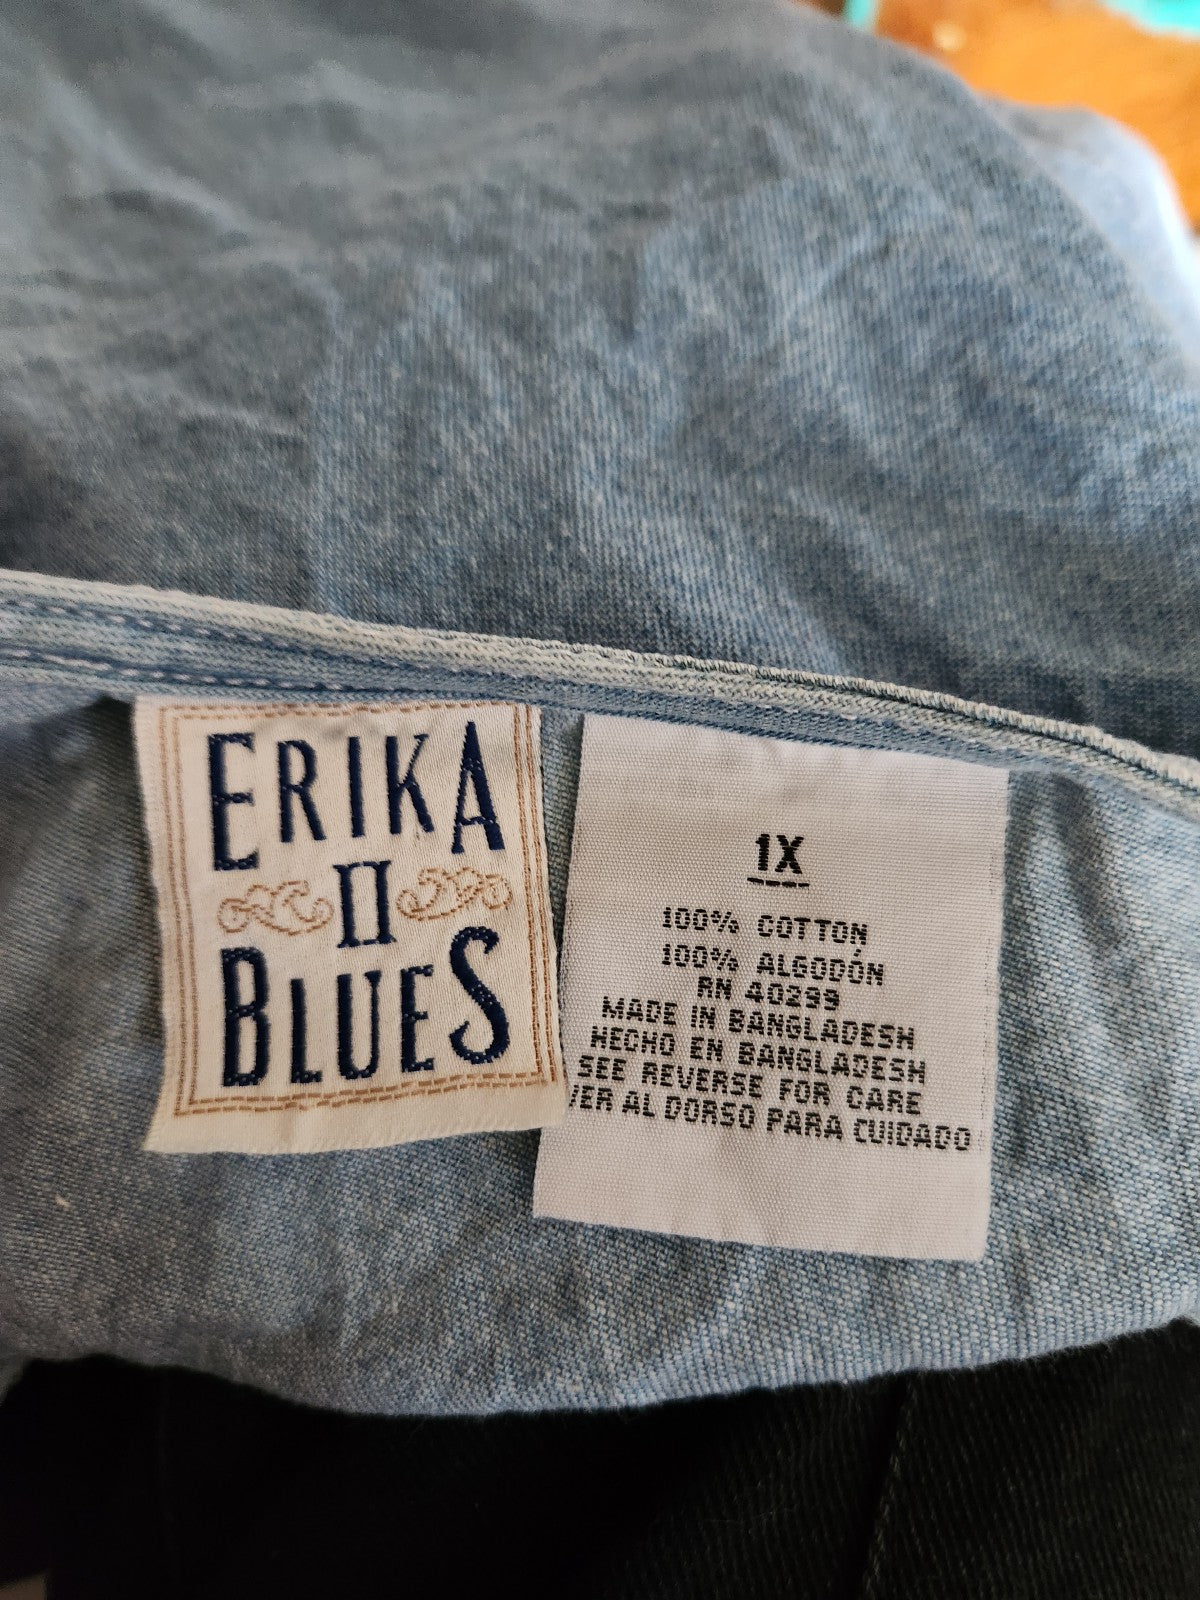 ERIKA
II
BLUES
1X
100% COTTON
100% ALGODÓN
RN 40299
MADE IN BANGLADESH
HECHO EN BANGLADESH
SEE REVERSE FOR CARE
VER AL DORSO PARA CUIDADO